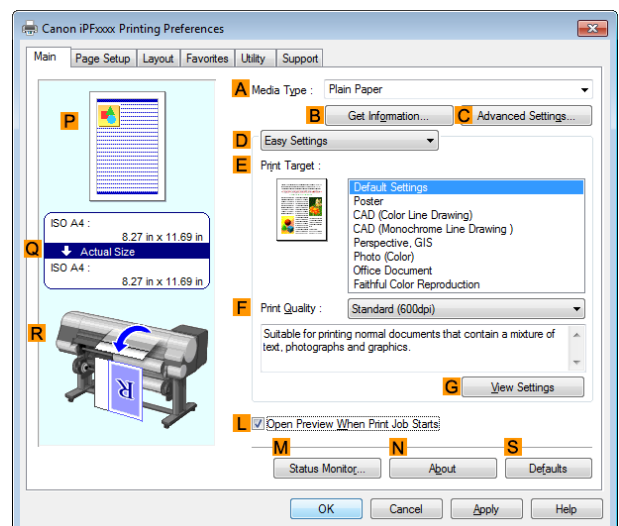 Canon iPFxxxx Printing Preferences
Main Page Setup Layout Favorites Utility Support
A Media Type : Plain Paper
B Get Information... C Advanced Settings...
D Easy Settings
E Print Target :
Default Settings
Poster
CAD (Color Line Drawing)
CAD (Monochrome Line Drawing )
Perspective, GIS
Photo (Color)
Office Document
Faithful Color Reproduction
P
ISO A4 :
8.27 in x 11.69 in
Q Actual Size
ISO A4 :
8.27 in x 11.69 in
R
R
F Print Quality : Standard (600dpi)
Suitable for printing normal documents that contain a mixture of
text, photographs and graphics.
G View Settings
L Open Preview When Print Job Starts
M N S
Status Monitor... About Defaults
OK Cancel Apply Help